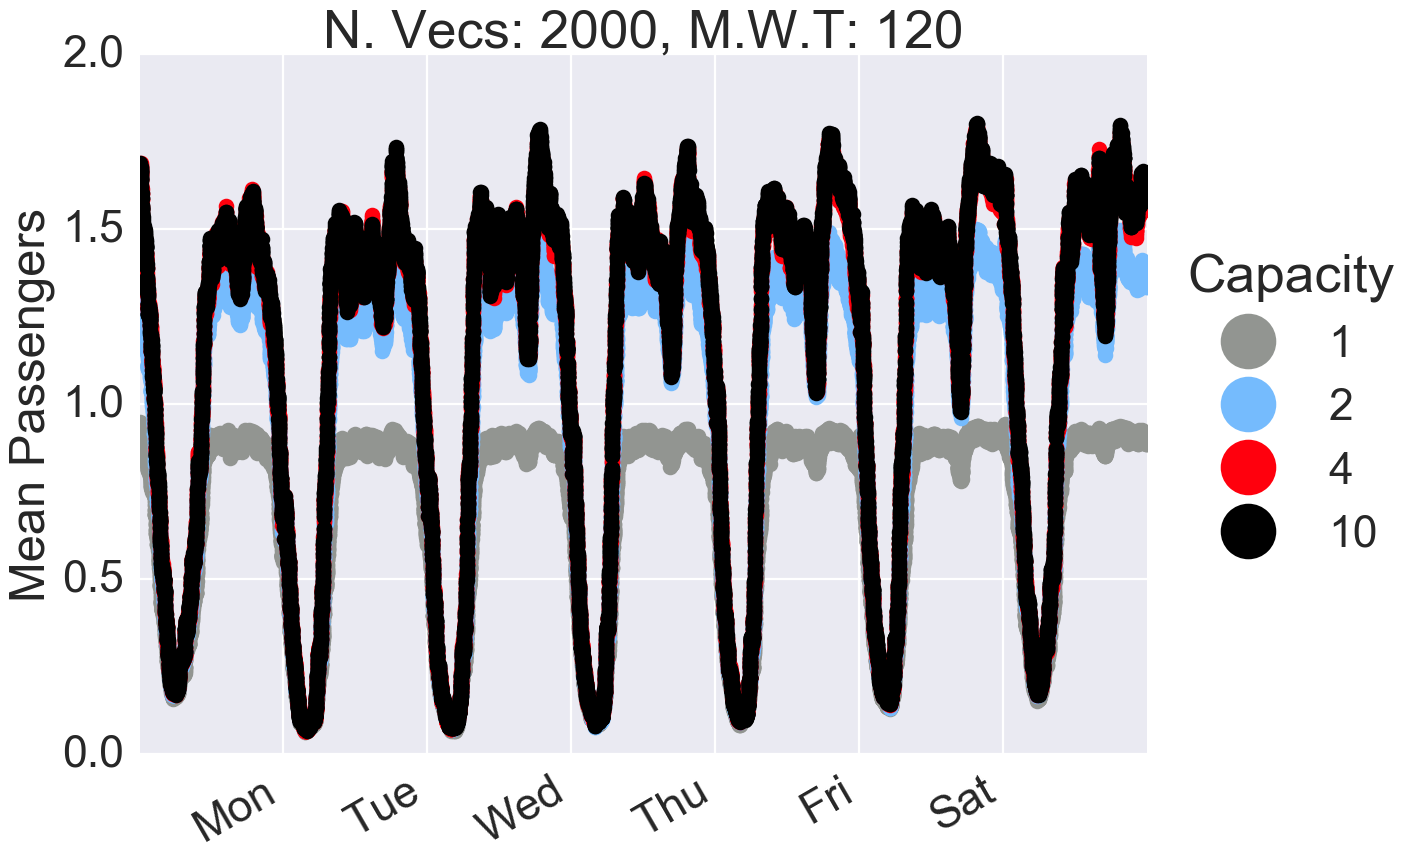 N. Vecs: 2000, M.W.T: 120
2.0
1.5
1.0
0.5
0.0
Mean Passengers
Mon
Tue
Wed
Thu
Fri
Sat
Capacity
1
2
4
10